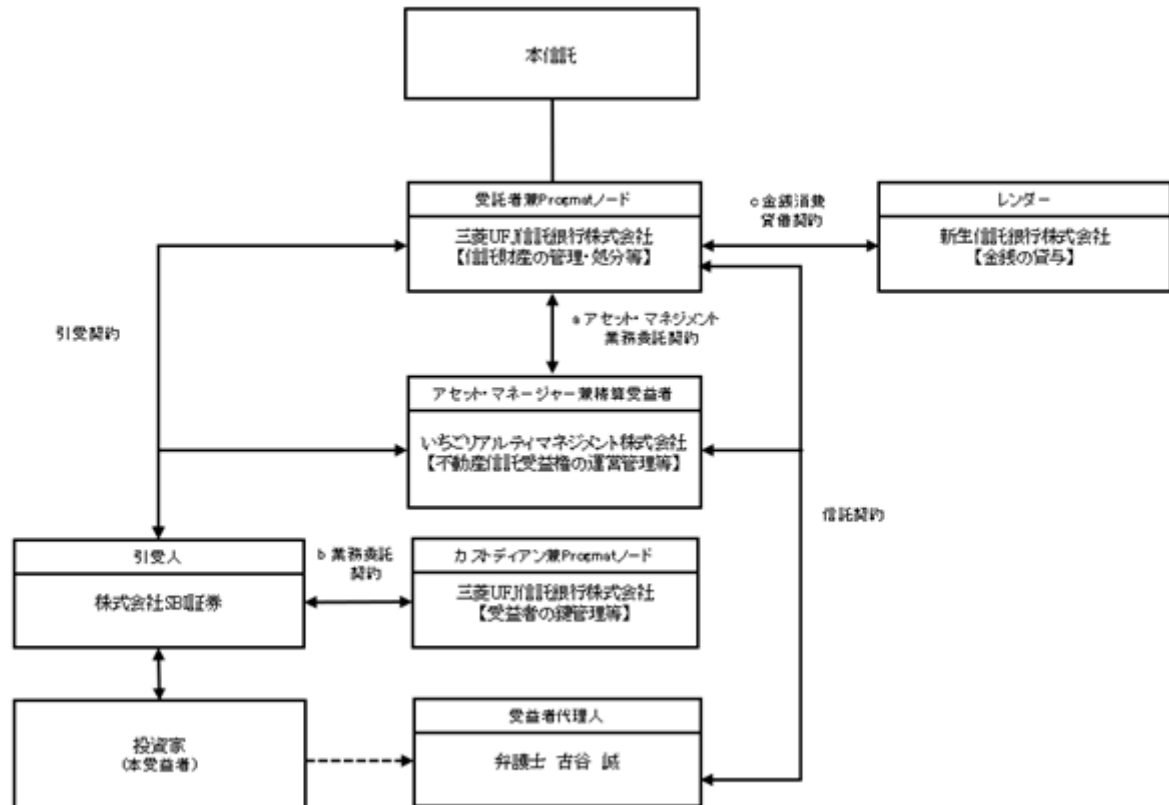 本信託
受託者兼Progmatノード
三菱UFJ信託銀行株式会社
【信託財産の管理・処分等】
c 金銭消費
貸借契約
レンダー
新生信託銀行株式会社
【金銭の貸与】
引受契約
a アセット・マネジメント
業務委託契約
アセット・マネージャー兼精算受益者
いちごリアルティマネジメント株式会社
【不動産信託受益権の運営管理等】
信託契約
引受人
株式会社SBI証券
b 業務委託
契約
カストディアン兼Progmatノード
三菱UFJ信託銀行株式会社
【受益者の鍵管理等】
投資家
(本受益者)
受益者代理人
弁護士 古谷 誠